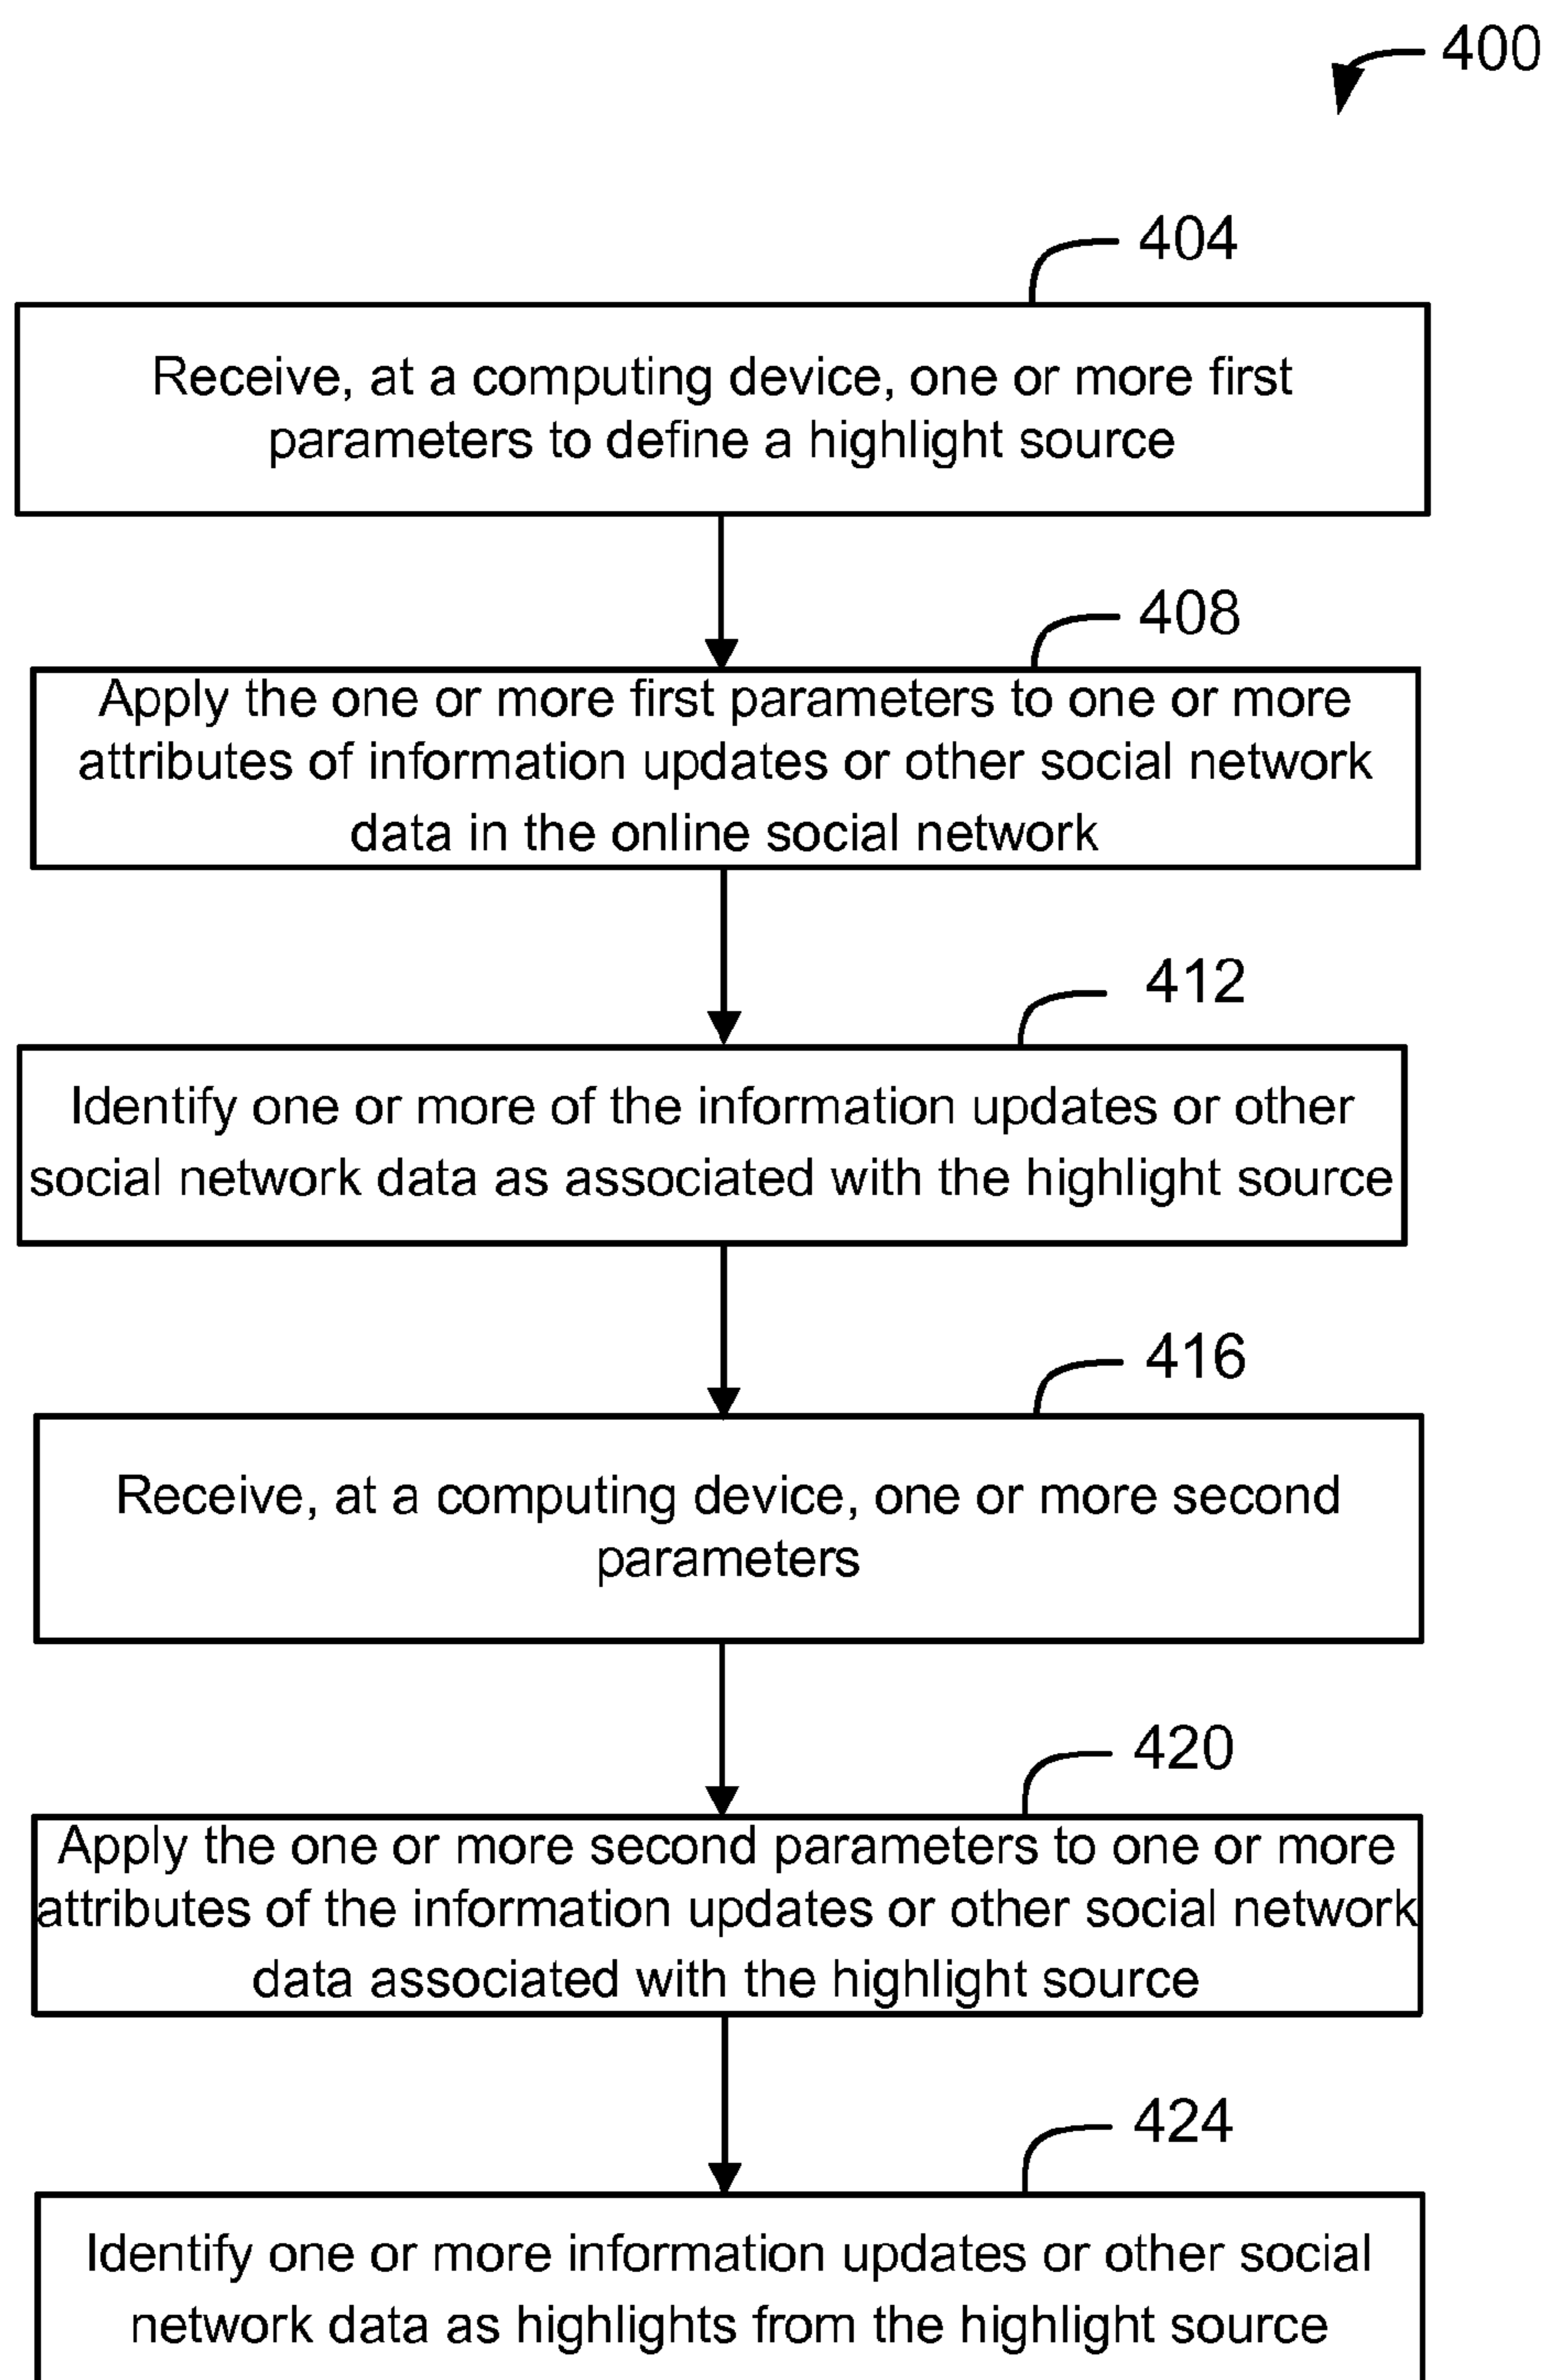 400
404
Receive, at a computing device, one or more first
parameters to define a highlight source
408
Apply the one or more first parameters to one or more
attributes of information updates or other social network
data in the online social network
412
Identify one or more of the information updates or other
social network data as associated with the highlight source
416
Receive, at a computing device, one or more second
parameters
420
Apply the one or more second parameters to one or more
attributes of the information updates or other social network
data associated with the highlight source
424
Identify one or more information updates or other social
network data as highlights from the highlight source